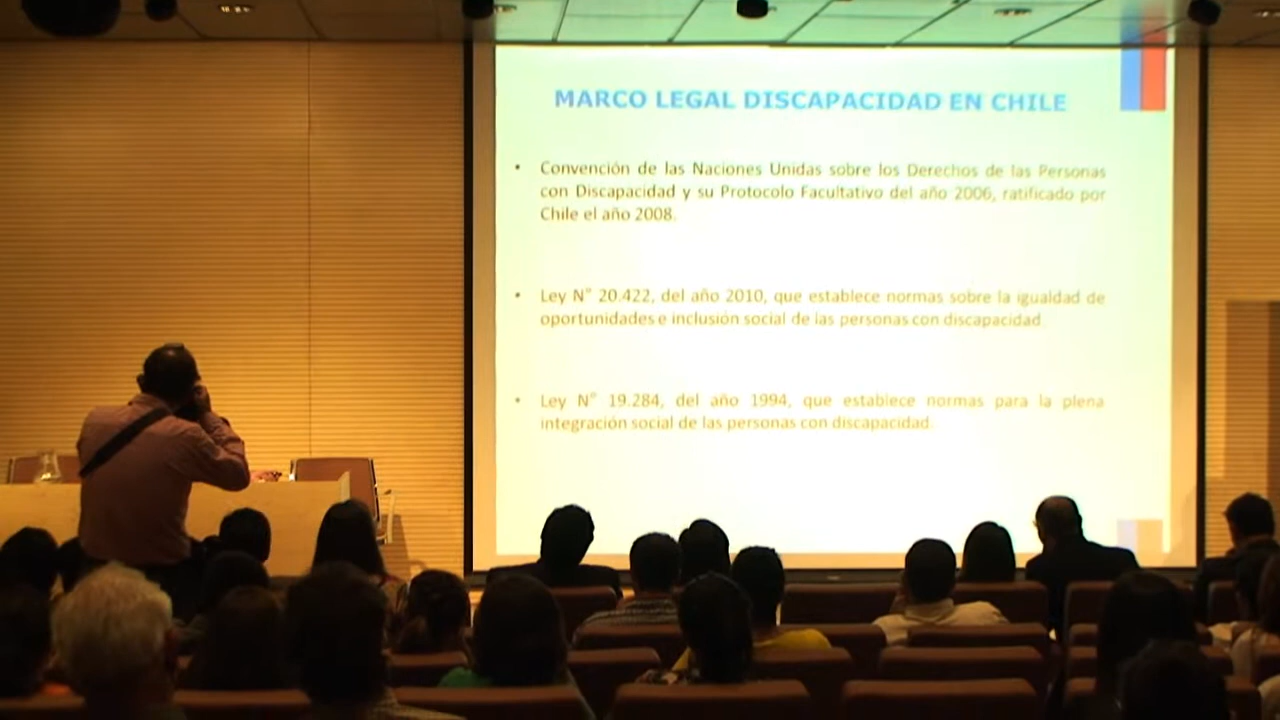 MARCO LEGAL DISCAPACIDAD EN CHILE
• Convención de las Naciones Unidas sobre los Derechos de las Personas
con Discapacidad y su Protocolo Facultativo del año 2006, ratificado por
Chile el año 2008.
• Ley N° 20.422, del año 2010, que establece normas sobre la igualdad de
oportunidades e inclusión social de las personas con discapacidad.
• Ley N° 19.284, del año 1994, que establece normas para la plena
integración social de las personas con discapacidad.